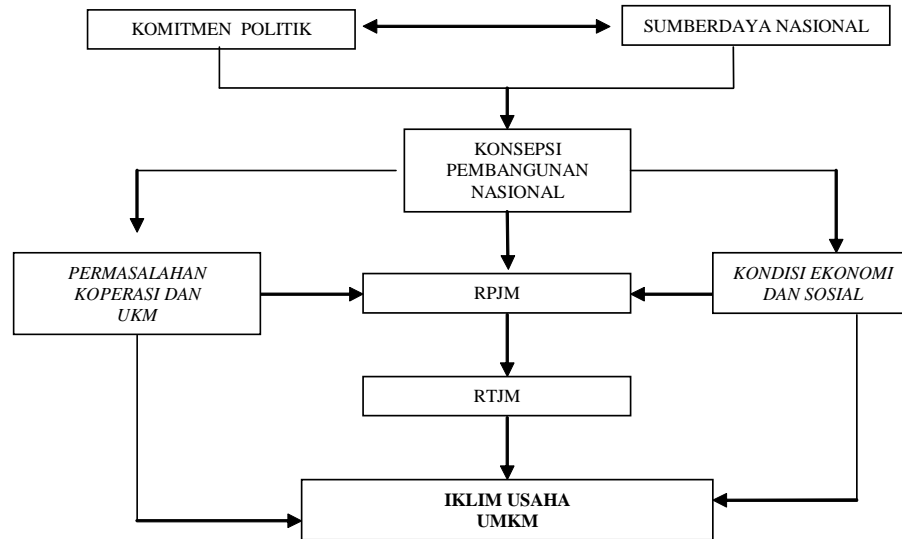 KOMITMEN POLITIK
SUMBERDAYA NASIONAL
KONSEPSI
PEMBANGUNAN
NASIONAL
PERMASALAHAN
KOPERASI DAN
UKM
RPJM
KONDISI EKONOMI
DAN SOSIAL
RTJM
IKLIM USAHA
UMKM